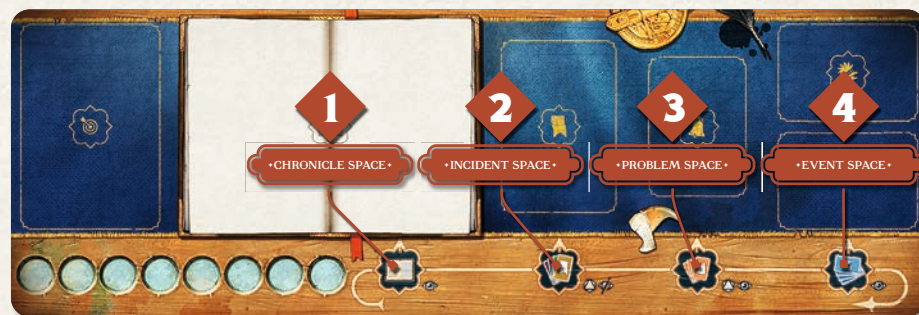 1
2
3
4
•CHRONICLE SPACE•
•INCIDENT SPACE•
•PROBLEM SPACE•
•EVENT SPACE•